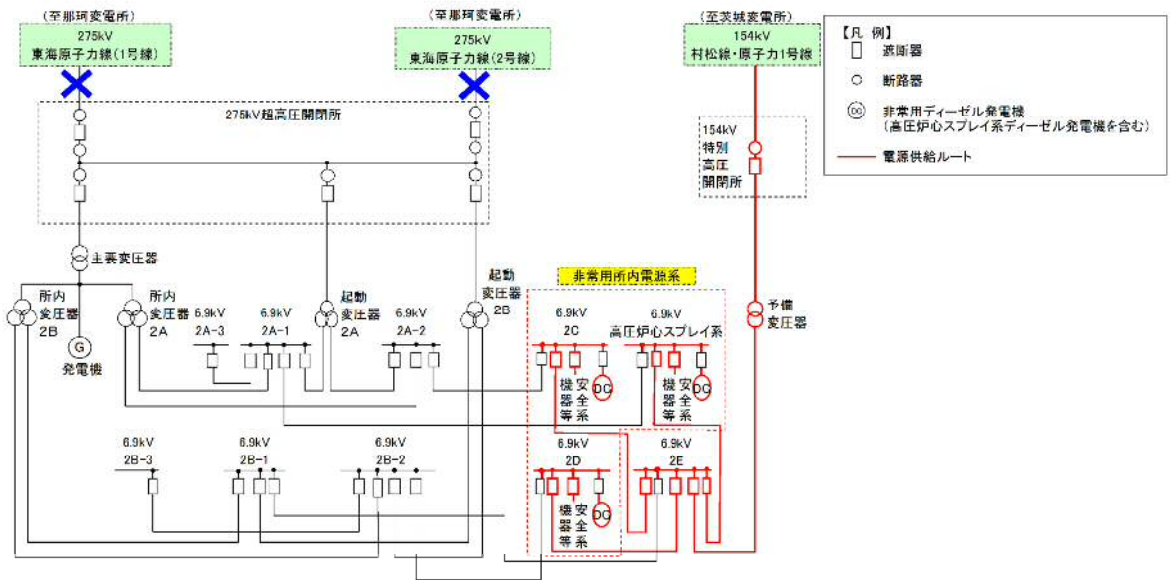 (至那珂変電所)
275kV
東海原子力線(1号線)
(至那珂変電所)
275kV
東海原子力線(2号線)
(至茨城変電所)
154kV
村松線・原子力1号線
【凡 例】
遮断器
断路器
DG
非常用ディーゼル発電機
(高圧炉心スプレイ系ディーゼル発電機を含む)
電源供給ルート
275kV超高圧開閉所
154kV
特別
高圧
開閉所
主要変圧器
所内
変圧器
2B
G
発電機
所内
変圧器
2A
6.9kV
2A-3
6.9kV
2A-1
起動
変圧器
2A
6.9kV
2A-2
起動
変圧器
2B
非常用所内電源系
6.9kV
2C
安全系
機器等
DG
6.9kV
高圧炉心スプレイ系
安全系
機器等
DG
予備
変圧器
6.9kV
2B-3
6.9kV
2B-1
6.9kV
2B-2
6.9kV
2D
安全系
機器等
DG
6.9kV
2E